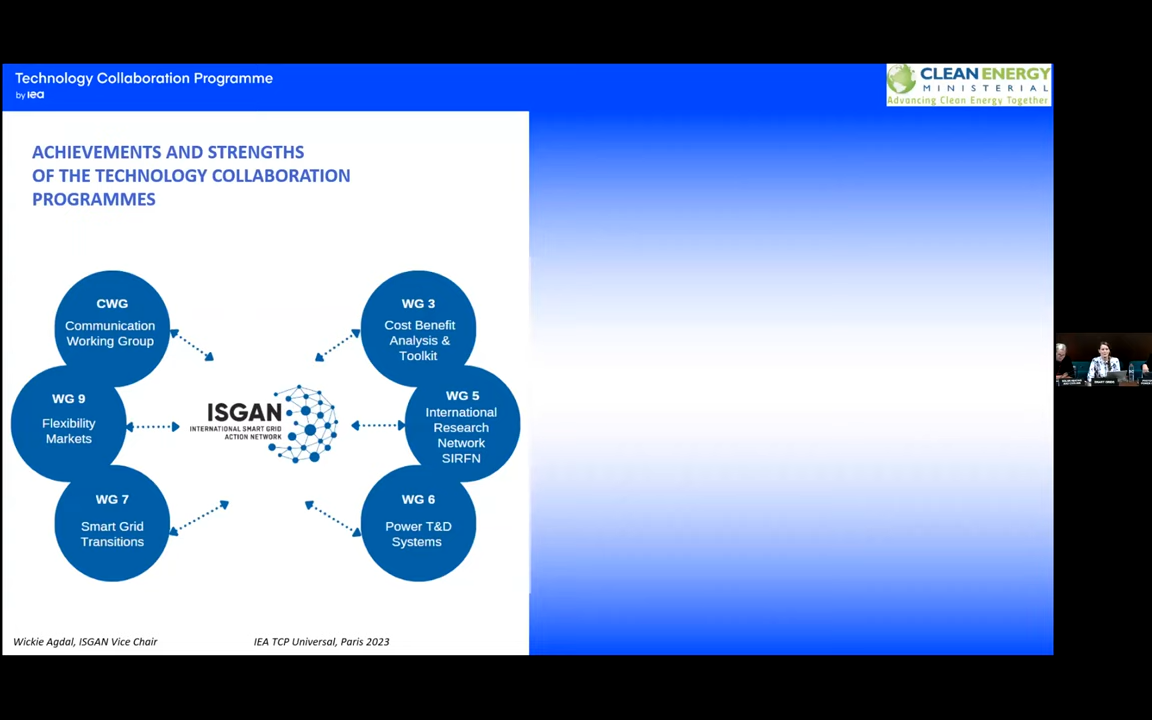 Technology Collaboration Programme
by iea
CLEAN ENERGY
MINISTERIAL
Advancing Clean Energy Together
ACHIEVEMENTS AND STRENGTHS
OF THE TECHNOLOGY COLLABORATION
PROGRAMMES
CWG
Communication
Working Group
WG 3
Cost Benefit
Analysis &
Toolkit
WG 9
Flexibility
Markets
ISGAN
INTERNATIONAL SMART GRID
ACTION NETWORK
WG 5
International
Research
Network
SIRFN
WG 7
Smart Grid
Transitions
WG 6
Power T&D
Systems
Wickie Agdal, ISGAN Vice Chair
IEA TCP Universal, Paris 2023